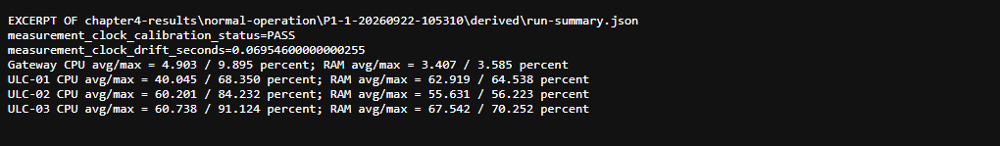 EXCERPT OF chapter4-results\normal-operation\P1-1-20260922-105310\derived\run-summary.json
measurement_clock_calibration_status=PASS
measurement_clock_drift_seconds=0.06954600000000255
Gateway CPU avg/max = 4.903 / 9.895 percent; RAM avg/max = 3.407 / 3.585 percent
ULC-01 CPU avg/max = 40.045 / 68.350 percent; RAM avg/max = 62.919 / 64.538 percent
ULC-02 CPU avg/max = 60.201 / 84.232 percent; RAM avg/max = 55.631 / 56.223 percent
ULC-03 CPU avg/max = 60.738 / 91.124 percent; RAM avg/max = 67.542 / 70.252 percent